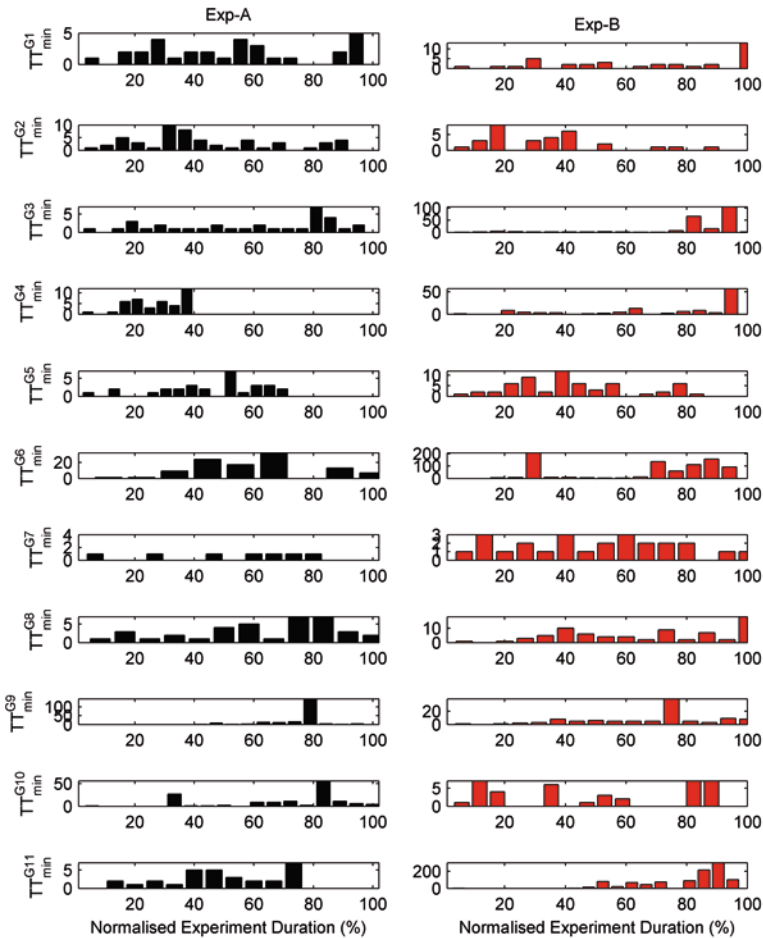 Exp-A Exp-B
TT^G1_min 5 0 20 40 60 80 100 10 5 0 20 40 60 80 100
TT^G2_min 10 5 0 20 40 60 80 100 5 0 20 40 60 80 100
TT^G3_min 5 0 20 40 60 80 100 100 50 0 20 40 60 80 100
TT^G4_min 10 5 0 20 40 60 80 100 50 0 20 40 60 80 100
TT^G5_min 5 0 20 40 60 80 100 10 5 0 20 40 60 80 100
TT^G6_min 20 0 20 40 60 80 100 200 100 0 20 40 60 80 100
TT^G7_min 4 2 0 20 40 60 80 100 3 2 1 0 20 40 60 80 100
TT^G8_min 5 0 20 40 60 80 100 10 0 20 40 60 80 100
TT^G9_min 100 50 0 20 40 60 80 100 20 0 20 40 60 80 100
TT^G10_min 50 0 20 40 60 80 100 5 0 20 40 60 80 100
TT^G11_min 5 0 20 40 60 80 100 200 0 20 40 60 80 100
Normalised Experiment Duration (%) Normalised Experiment Duration (%)